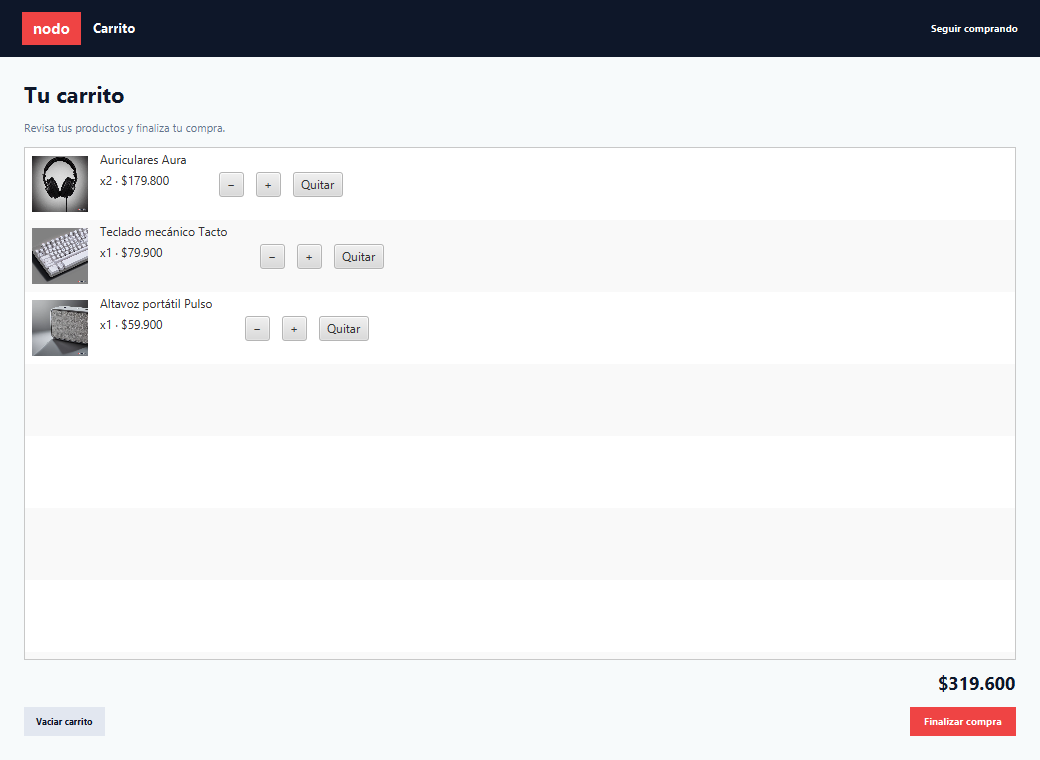 nodo
Carrito
Seguir comprando
Tu carrito
Revisa tus productos y finaliza tu compra.
Auriculares Aura
x2 · $179.800
− + Quitar
Teclado mecánico Tacto
x1 · $79.900
− + Quitar
Altavoz portátil Pulso
x1 · $59.900
− + Quitar
$319.600
Vaciar carrito
Finalizar compra